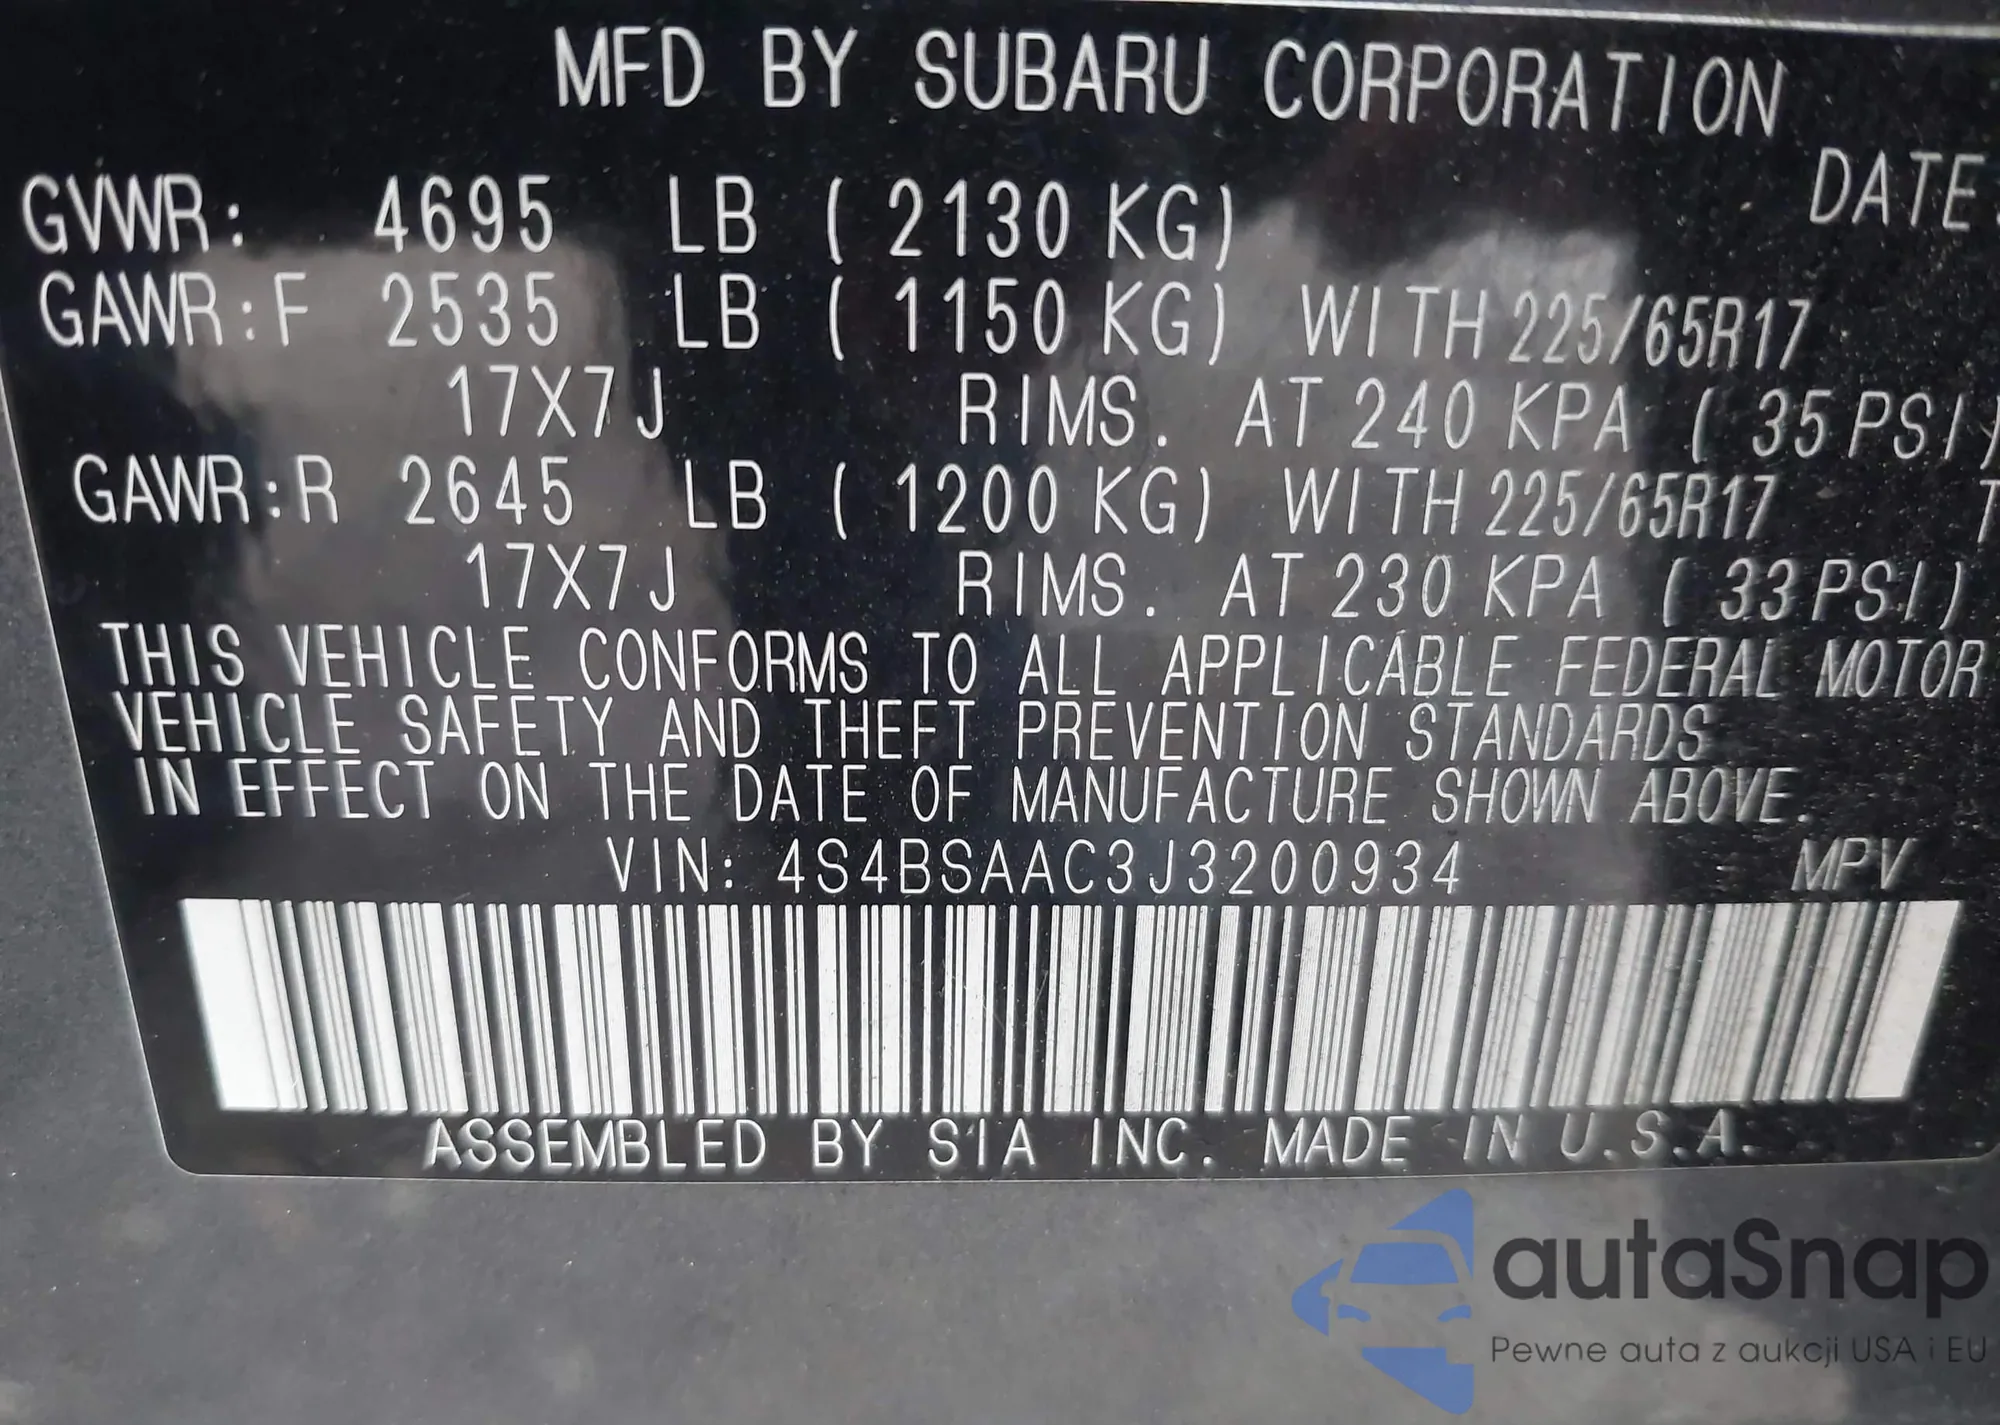 MFD BY SUBARU CORPORATION
DATE
GVWR: 4695 LB ( 2130 KG)
GAWR:F 2535 LB ( 1150 KG) WITH 225/65R17
17X7J RIMS. AT 240 KPA ( 35 PSI)
GAWR:R 2645 LB ( 1200 KG) WITH 225/65R17 T
17X7J RIMS. AT 230 KPA ( 33 PSI)
THIS VEHICLE CONFORMS TO ALL APPLICABLE FEDERAL MOTOR
VEHICLE SAFETY AND THEFT PREVENTION STANDARDS
IN EFFECT ON THE DATE OF MANUFACTURE SHOWN ABOVE.
VIN: 4S4BSAAC3J3200934 MPV
ASSEMBLED BY SIA INC. MADE IN U.S.A.
autaSnap
Pewne auta z aukcji USA i EU